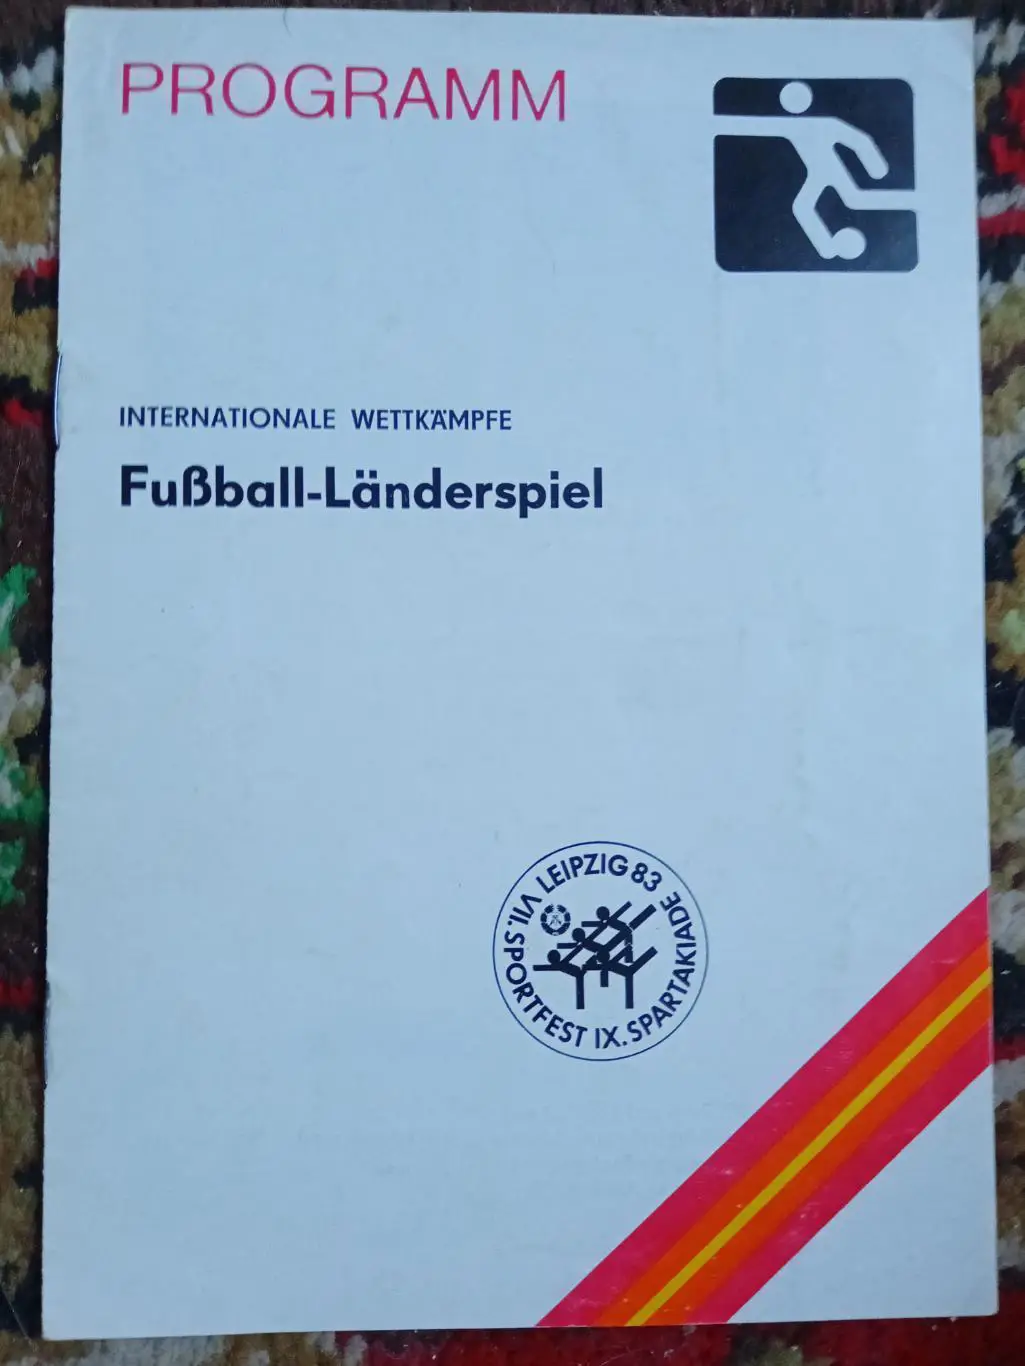 PROGRAMM
INTERNATIONALE WETTKÄMPFE
Fußball-Länderspiel
VII. SPORTFEST IX. SPARTAKIADE
LEIPZIG 83